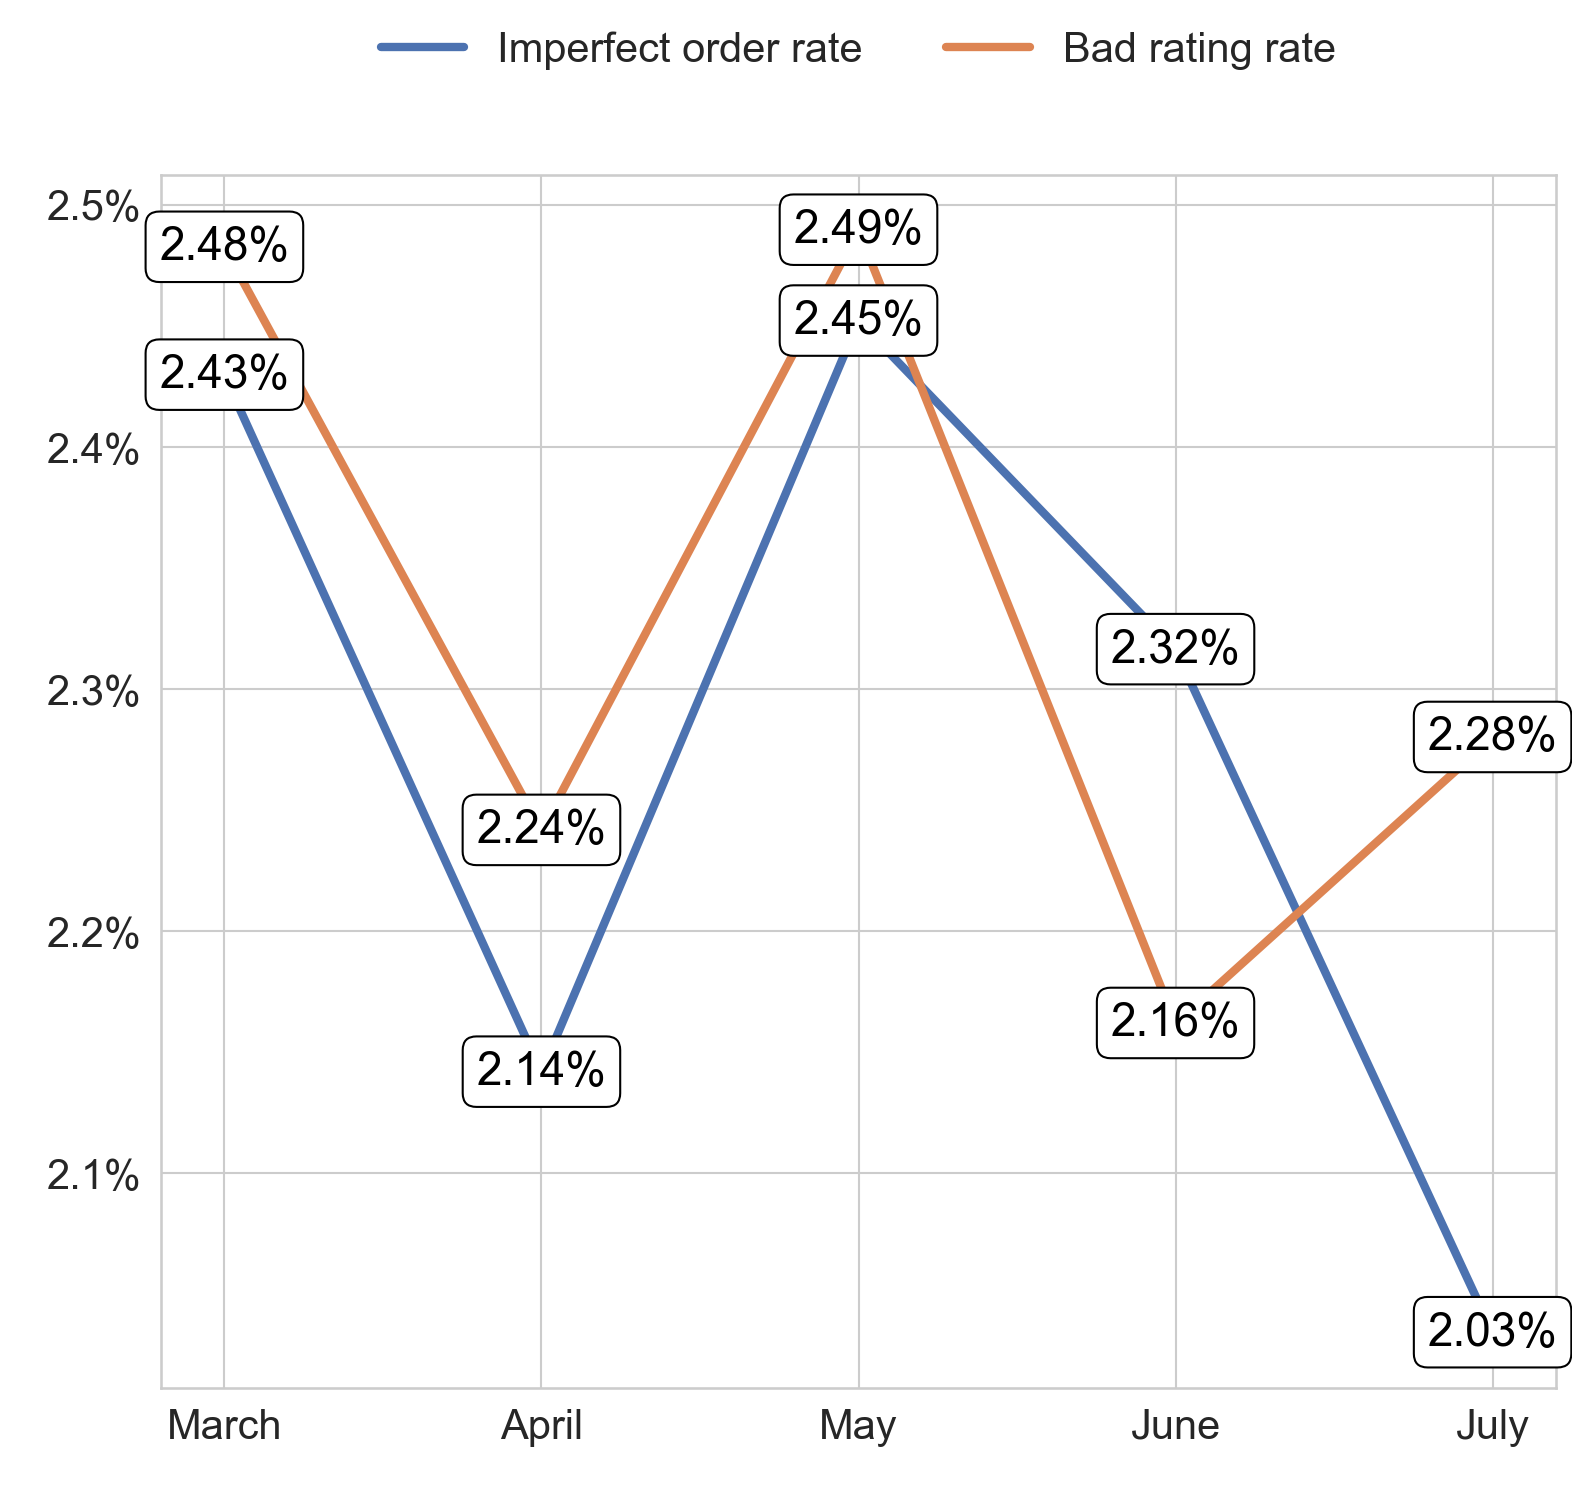 Imperfect order rate
Bad rating rate
2.5%
2.4%
2.3%
2.2%
2.1%
2.48%
2.43%
2.24%
2.14%
2.49%
2.45%
2.32%
2.16%
2.28%
2.03%
March
April
May
June
July